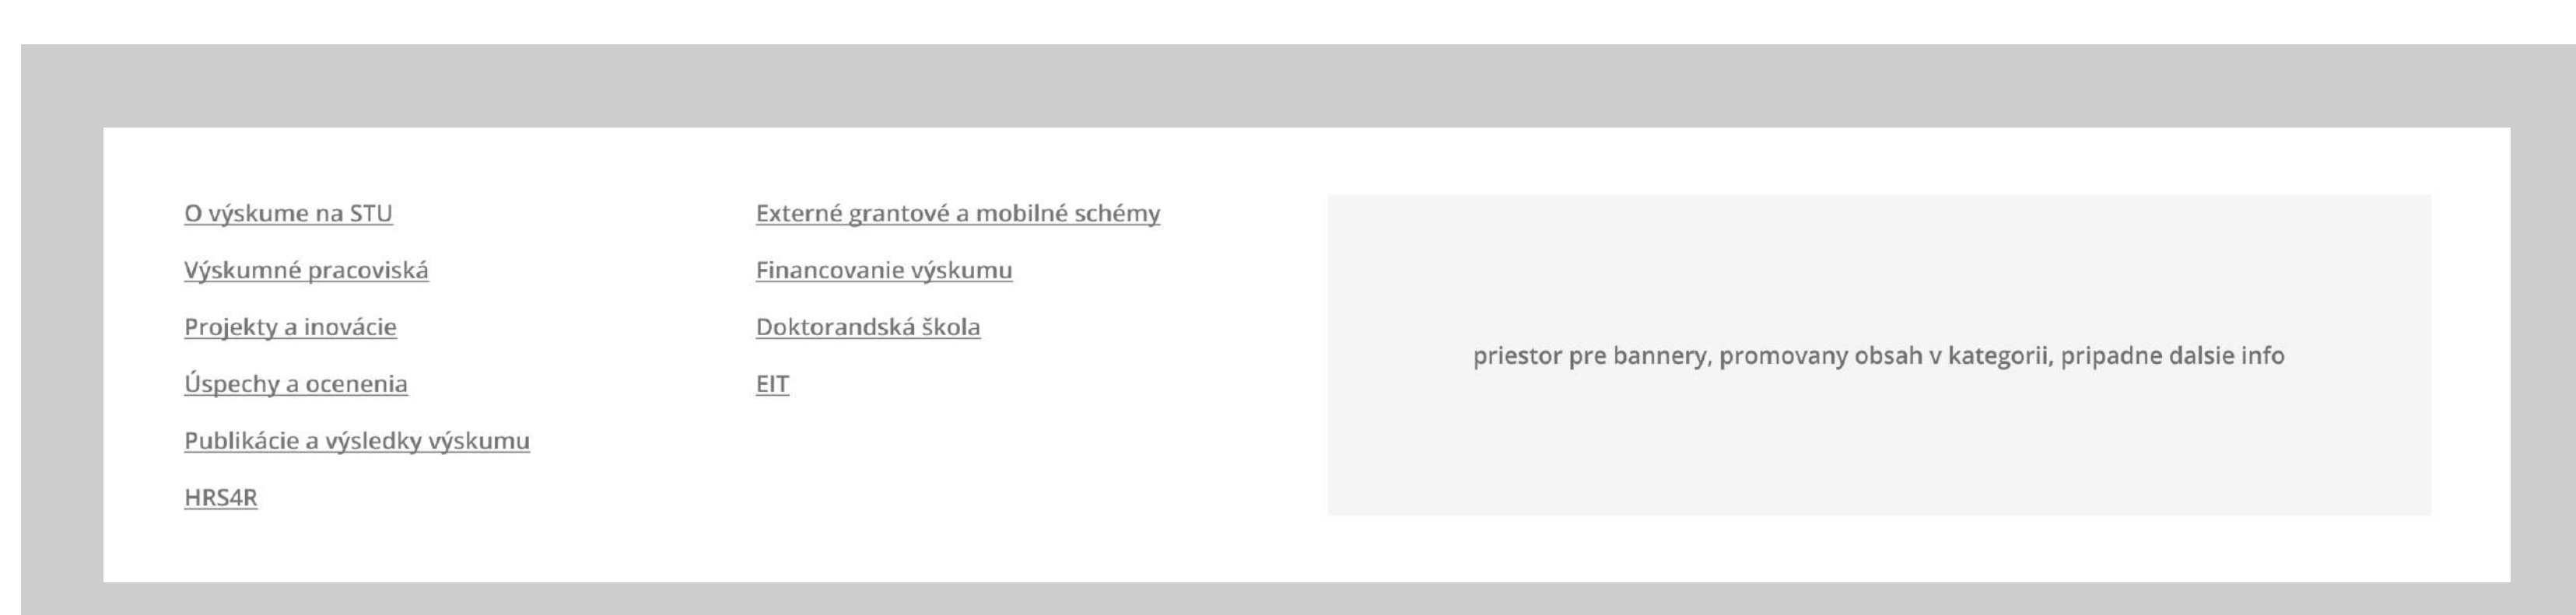 O výskume na STU
Výskumné pracoviská
Projekty a inovácie
Úspechy a ocenenia
Publikácie a výsledky výskumu
HRS4R
Externé grantové a mobilné schémy
Financovanie výskumu
Doktorandská škola
EIT
priestor pre bannery, promovany obsah v kategorii, pripadne dalsie info